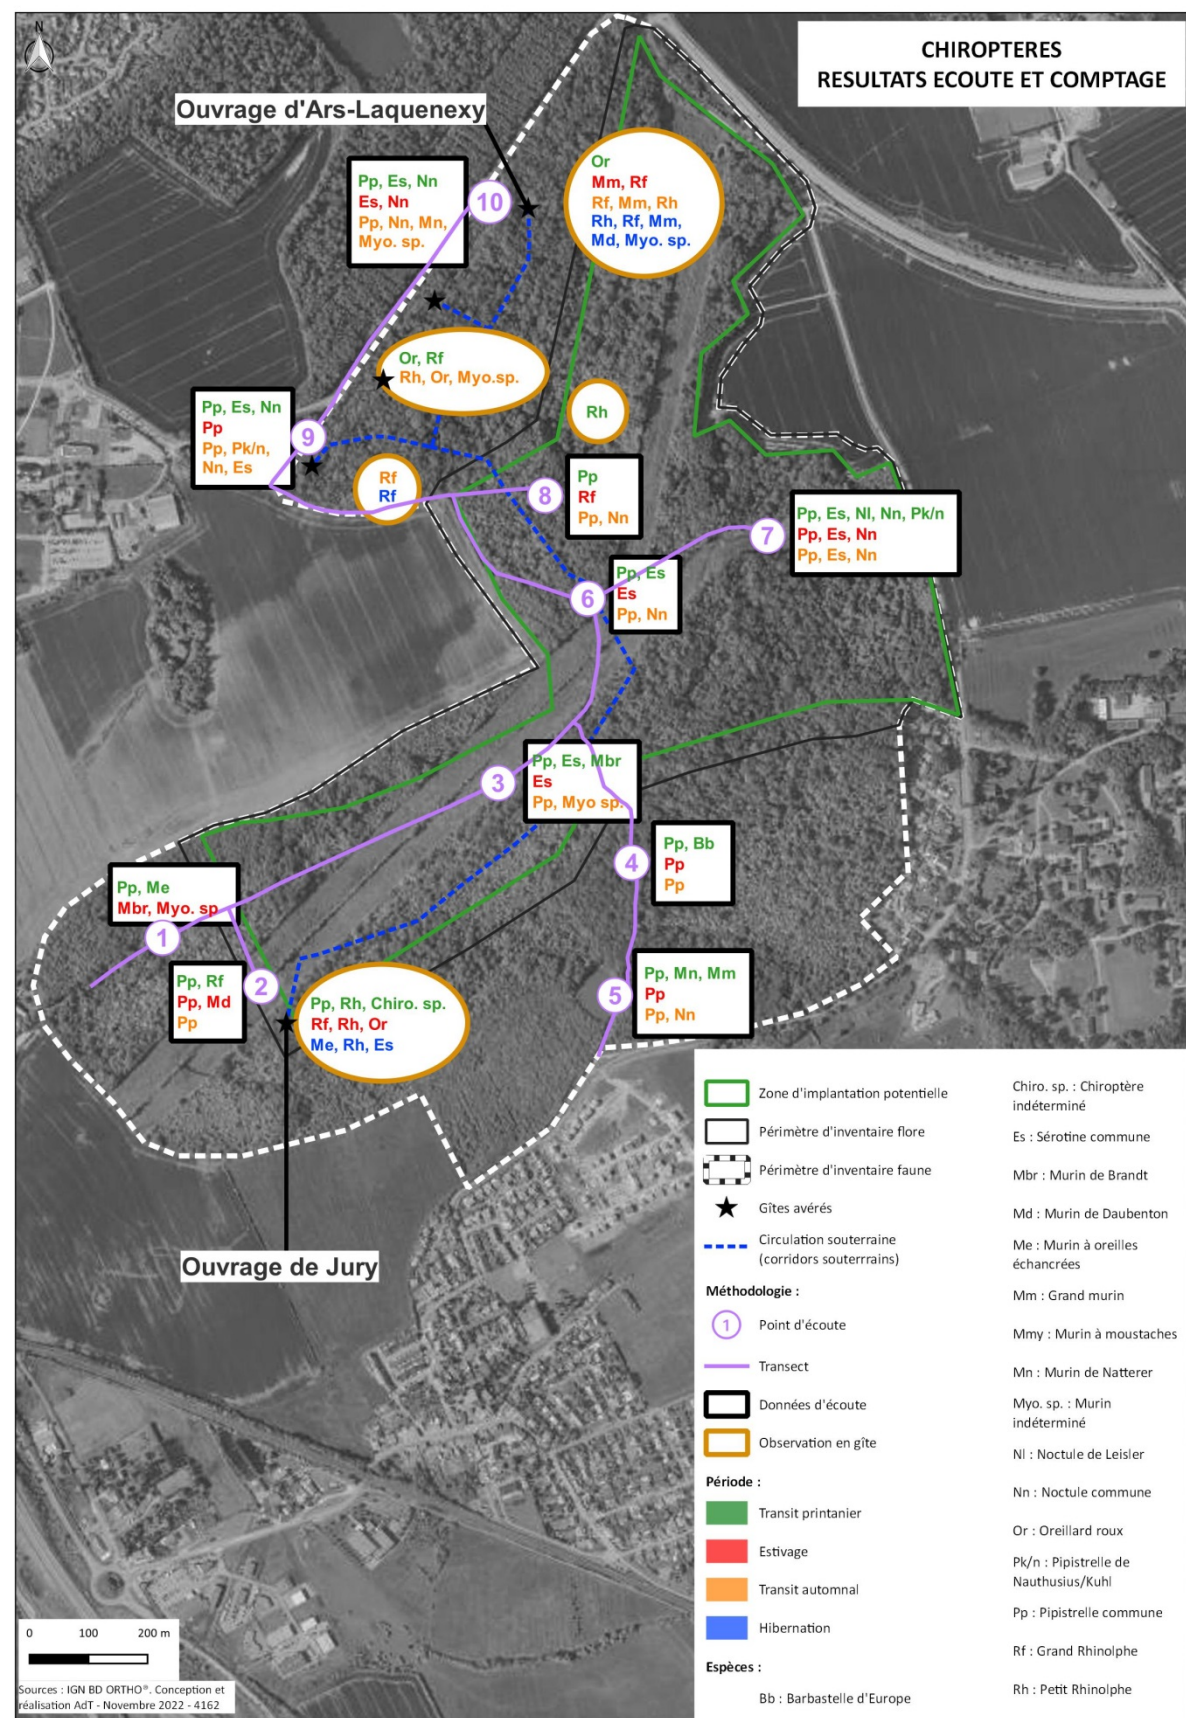 CHIROPTERES
RESULTATS ECOUTE ET COMPTAGE
N
Ouvrage d'Ars-Laquenexy
Pp, Es, Nn
Es, Nn
Pp, Nn, Mn,
Myo. sp.
10
Or
Mm, Rf
Rf, Mm, Rh
Rh, Rf, Mm,
Md, Myo. sp.
Or, Rf
Rh, Or, Myo.sp.
Pp, Es, Nn
Pp
Pp, Pk/n,
Nn, Es
9
Rh
Rf
Rf
8
Pp
Rf
Pp, Nn
7
Pp, Es, Nl, Nn, Pk/n
Pp, Es, Nn
Pp, Es, Nn
6
Pp, Es
Es
Pp, Nn
3
Pp, Es, Mbr
Es
Pp, Myo sp.
4
Pp, Bb
Pp
Pp
Pp, Me
Mbr, Myo. sp
1
Pp, Rf
Pp, Md
Pp
2
Pp, Rh, Chiro. sp.
Rf, Rh, Or
Me, Rh, Es
5
Pp, Mn, Mm
Pp
Pp, Nn
Ouvrage de Jury
Zone d'implantation potentielle
Périmètre d'inventaire flore
Périmètre d'inventaire faune
Gîtes avérés
Circulation souterraine
(corridors souterrrains)
Méthodologie :
1
Point d'écoute
Transect
Données d'écoute
Observation en gîte
Période :
Transit printanier
Estivage
Transit automnal
Hibernation
Espèces :
Bb : Barbastelle d'Europe
Chiro. sp. : Chiroptère
indéterminé
Es : Sérotine commune
Mbr : Murin de Brandt
Md : Murin de Daubenton
Me : Murin à oreilles
échancrées
Mm : Grand murin
Mmy : Murin à moustaches
Mn : Murin de Natterer
Myo. sp. : Murin
indéterminé
Nl : Noctule de Leisler
Nn : Noctule commune
Or : Oreillard roux
Pk/n : Pipistrelle de
Nauthusius/Kuhl
Pp : Pipistrelle commune
Rf : Grand Rhinolphe
Rh : Petit Rhinolphe
0 100 200 m
Sources : IGN BD ORTHO®. Conception et
réalisation AdT - Novembre 2022 - 4162